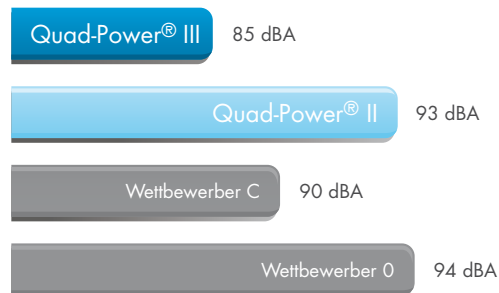 Quad-Power® III 85 dBA
Quad-Power® II 93 dBA
Wettbewerber C 90 dBA
Wettbewerber 0 94 dBA